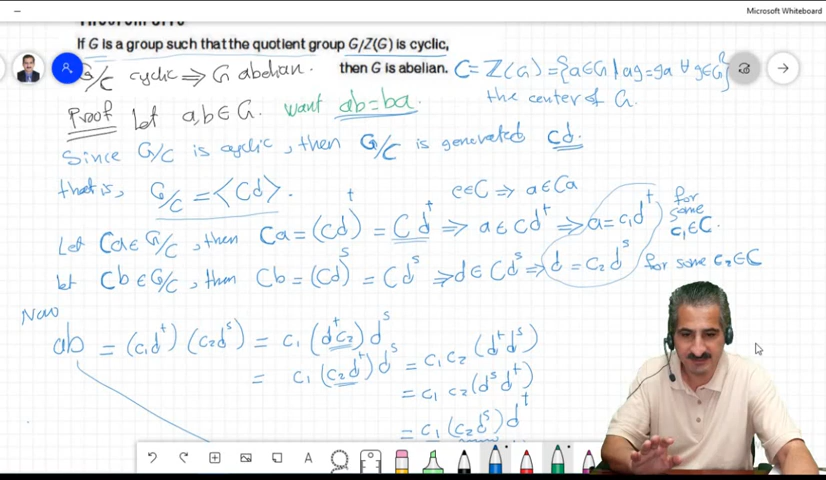 Microsoft Whiteboard
If G is a group such that the quotient group G/Z(G) is cyclic,
then G is abelian. C = Z(G) = {a∈G | ag=ga ∀ g∈G}
G/C cyclic ⇒ G abelian. the center of G.
Proof Let a,b∈G. want ab=ba.
Since G/C is cyclic, then G/C is generated Cd.
that is, G/C = <Cd>. e∈C ⇒ a∈Ca
Let Ca∈G/C, then Ca = (Cd)^t = Cd^t ⇒ a∈Cd^t ⇒ a = c₁d^t for some c₁∈C.
let Cb∈G/C, then Cb = (Cd)^s = Cd^s ⇒ d∈Cd^s ⇒ d = c₂d^s for some c₂∈C
Now
ab = (c₁d^t)(c₂d^s) = c₁(d^tc₂)d^s
= c₁(c₂d^t)d^s = c₁c₂(d^td^s)
= c₁c₂(d^sd^t)
= c₁(c₂d^s)d^t